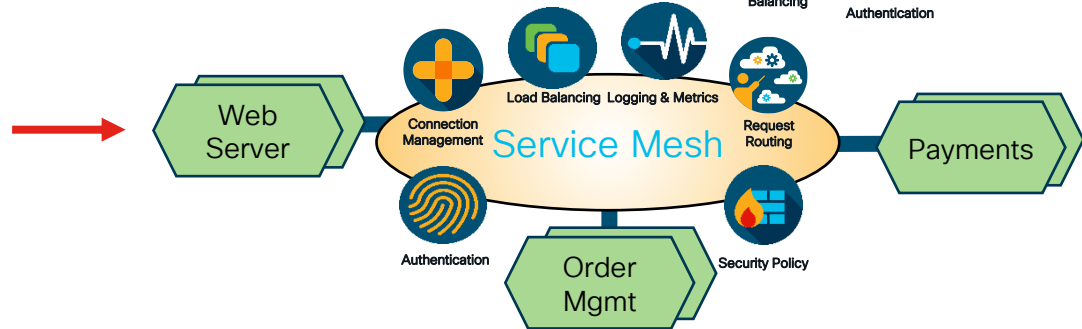 Balancing
Authentication
Load Balancing
Logging & Metrics
Web
Server
Connection
Management
Service Mesh
Request
Routing
Payments
Authentication
Order
Mgmt
Security Policy